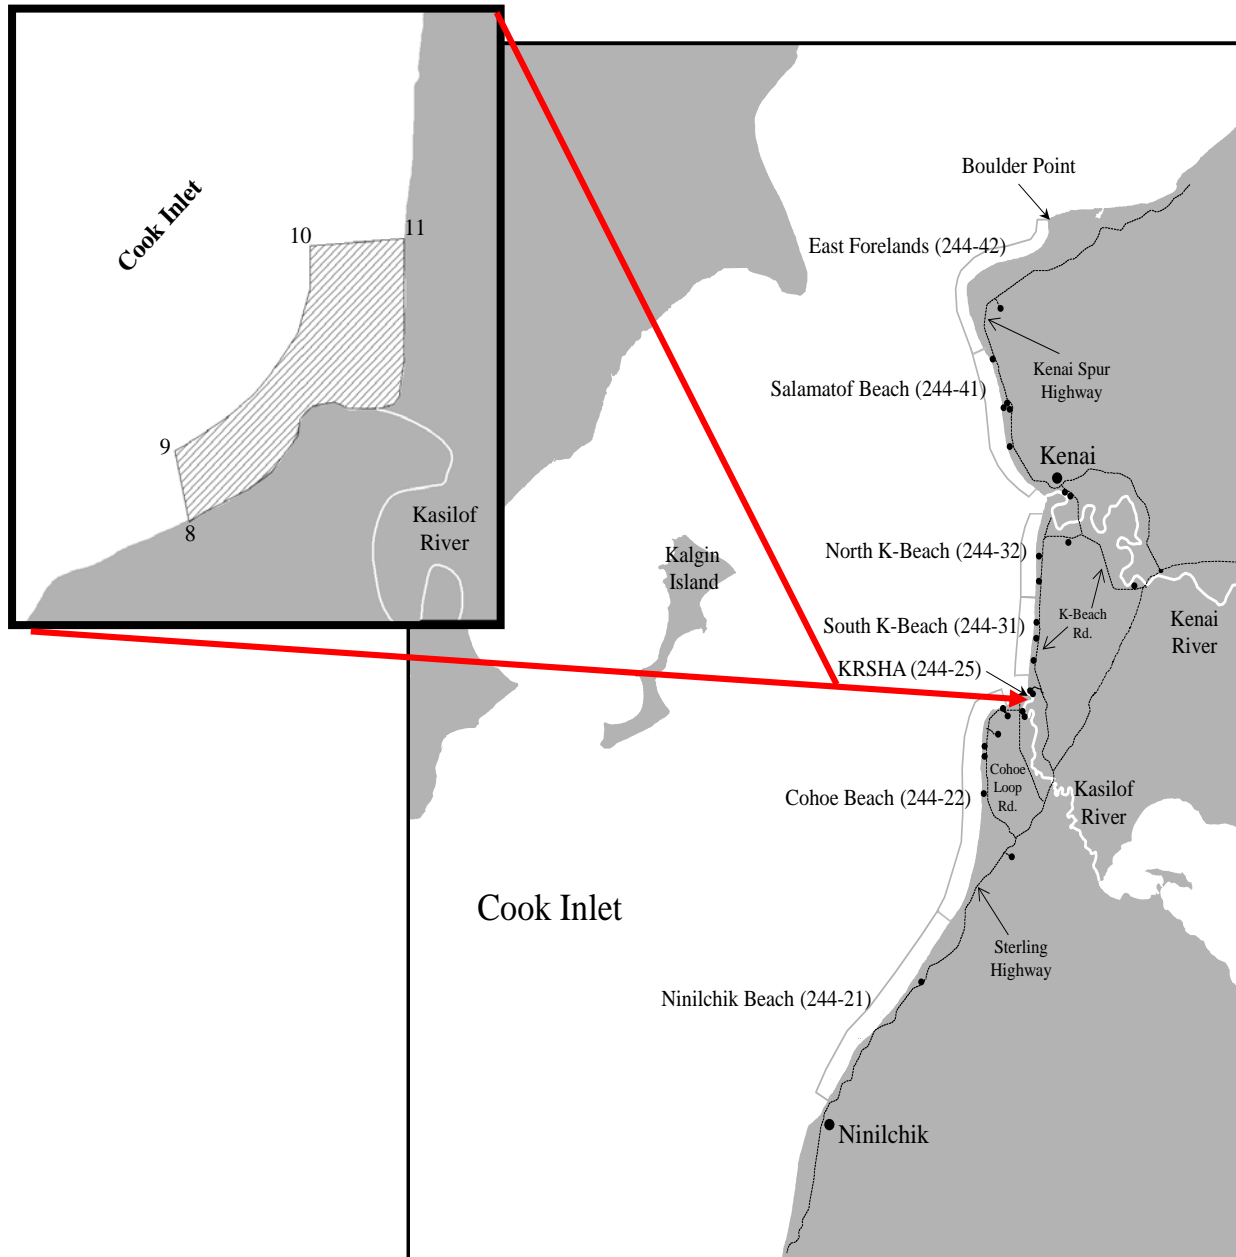 Cook Inlet
10
11
9
8
Kasilof
River
Boulder Point
East Forelands (244-42)
Kenai Spur
Highway
Salamatof Beach (244-41)
Kenai
North K-Beach (244-32)
Kalgin
Island
K-Beach
Rd.
Kenai
River
South K-Beach (244-31)
KRSHA (244-25)
Cohoe
Loop
Rd.
Cohoe Beach (244-22)
Kasilof
River
Cook Inlet
Sterling
Highway
Ninilchik Beach (244-21)
Ninilchik